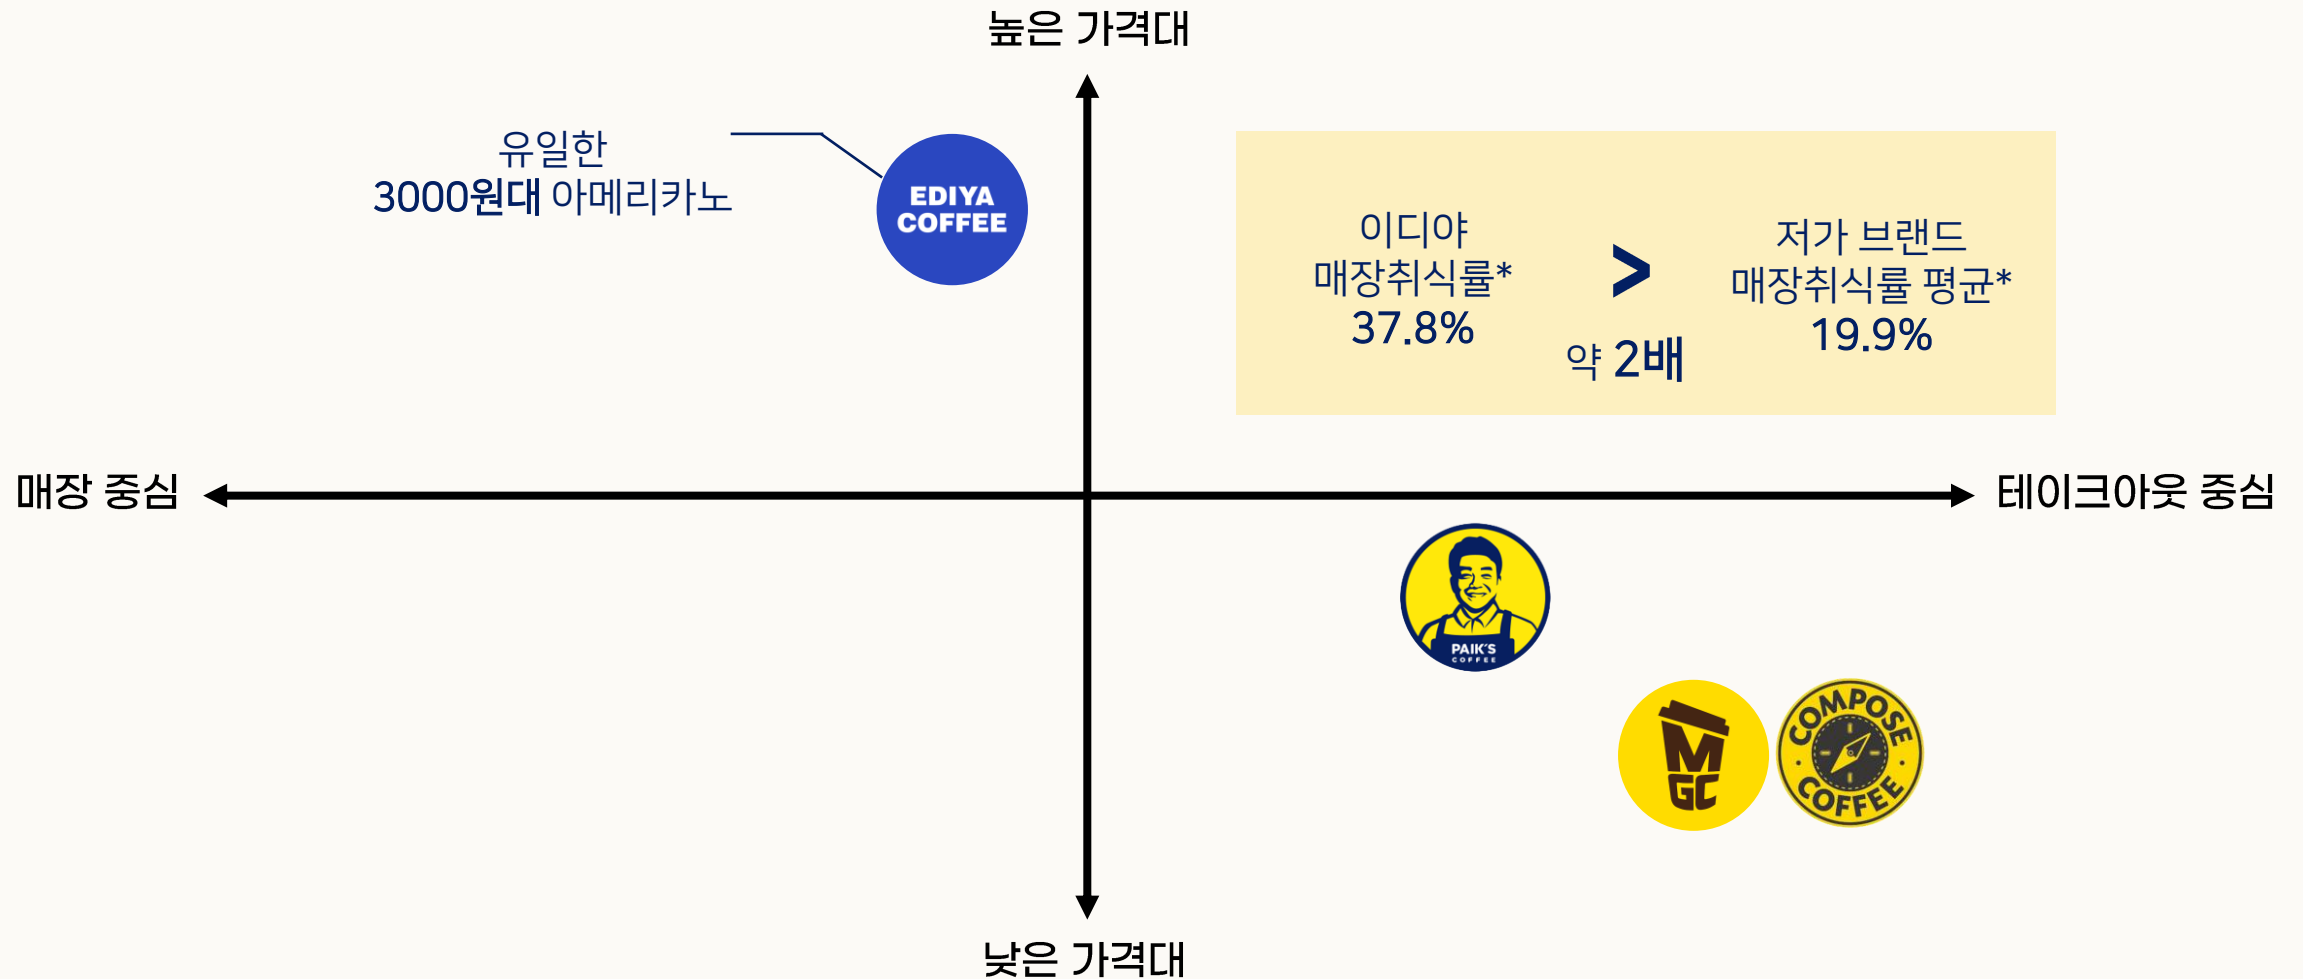 높은 가격대
유일한
3000원대 아메리카노
EDIYA
COFFEE
이디야
매장취식률*
37.8%
>
약 2배
저가 브랜드
매장취식률 평균*
19.9%
매장 중심
테이크아웃 중심
PAIK'S
COFFEE
M
GC
COMPOSE
COFFEE
낮은 가격대